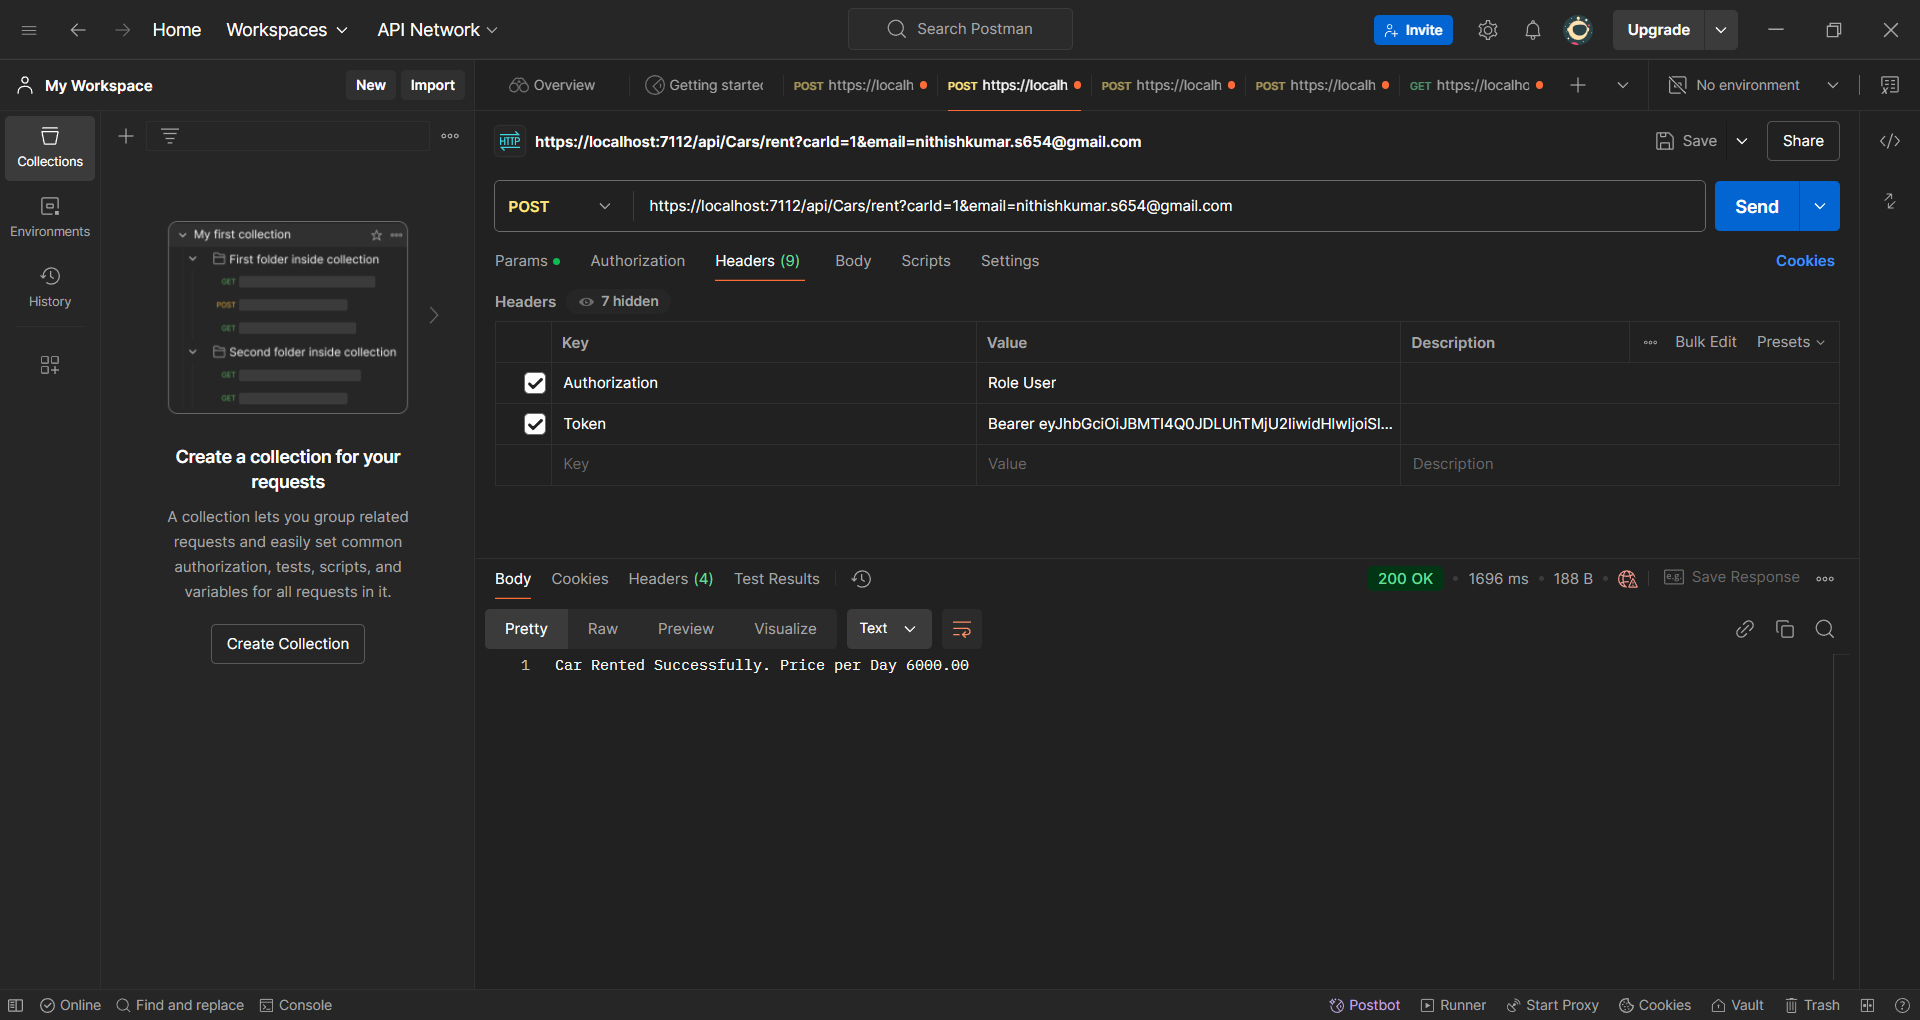 Home Workspaces API Network Search Postman Invite Upgrade
My Workspace New Import Overview Getting started POST https://localh POST https://localh POST https://localh POST https://localh GET https://localho No environment
Collections
Environments
History
My first collection
First folder inside collection
GET
POST
GET
Second folder inside collection
GET
GET
Create a collection for your
requests
A collection lets you group related
requests and easily set common
authorization, tests, scripts, and
variables for all requests in it.
Create Collection
HTTP https://localhost:7112/api/Cars/rent?carId=1&email=nithishkumar.s654@gmail.com Save Share
POST https://localhost:7112/api/Cars/rent?carId=1&email=nithishkumar.s654@gmail.com Send
Params Authorization Headers (9) Body Scripts Settings Cookies
Headers 7 hidden
Key Value Description Bulk Edit Presets
Authorization Role User
Token Bearer eyJhbGciOiJBMTI4Q0JDLUhTMjU2IiwidHlwIjoiSl...
Key Value Description
Body Cookies Headers (4) Test Results 200 OK 1696 ms 188 B e.g. Save Response
Pretty Raw Preview Visualize Text
1 Car Rented Successfully. Price per Day 6000.00
Online Find and replace Console Postbot Runner Start Proxy Cookies Vault Trash